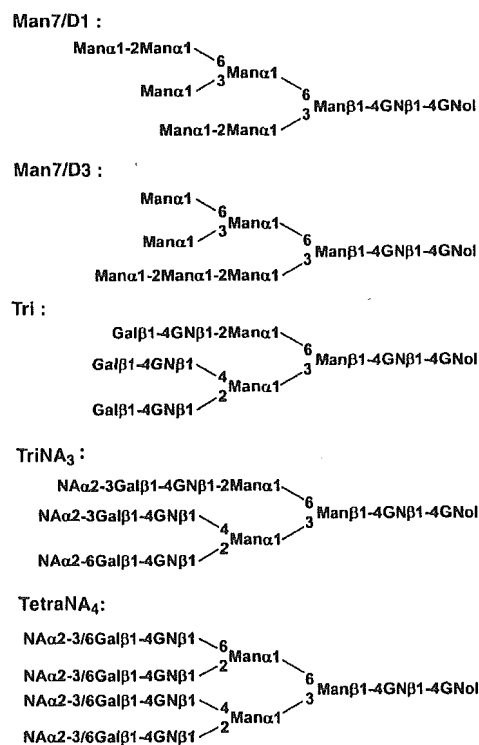 Man7/D1 :
Manα1-2Manα1
6
Manα1
3
Manα1
6
Manβ1-4GNβ1-4GNol
3
Manα1-2Manα1
Man7/D3 :
Manα1
6
Manα1
3
Manα1
6
Manβ1-4GNβ1-4GNol
3
Manα1-2Manα1-2Manα1
Tri :
Galβ1-4GNβ1-2Manα1
6
Manβ1-4GNβ1-4GNol
3
Galβ1-4GNβ1
4
Manα1
2
Galβ1-4GNβ1
TriNA3 :
NAα2-3Galβ1-4GNβ1-2Manα1
6
Manβ1-4GNβ1-4GNol
3
NAα2-3Galβ1-4GNβ1
4
Manα1
2
NAα2-6Galβ1-4GNβ1
TetraNA4:
NAα2-3/6Galβ1-4GNβ1
6
Manα1
2
NAα2-3/6Galβ1-4GNβ1
6
Manβ1-4GNβ1-4GNol
3
NAα2-3/6Galβ1-4GNβ1
4
Manα1
2
NAα2-3/6Galβ1-4GNβ1